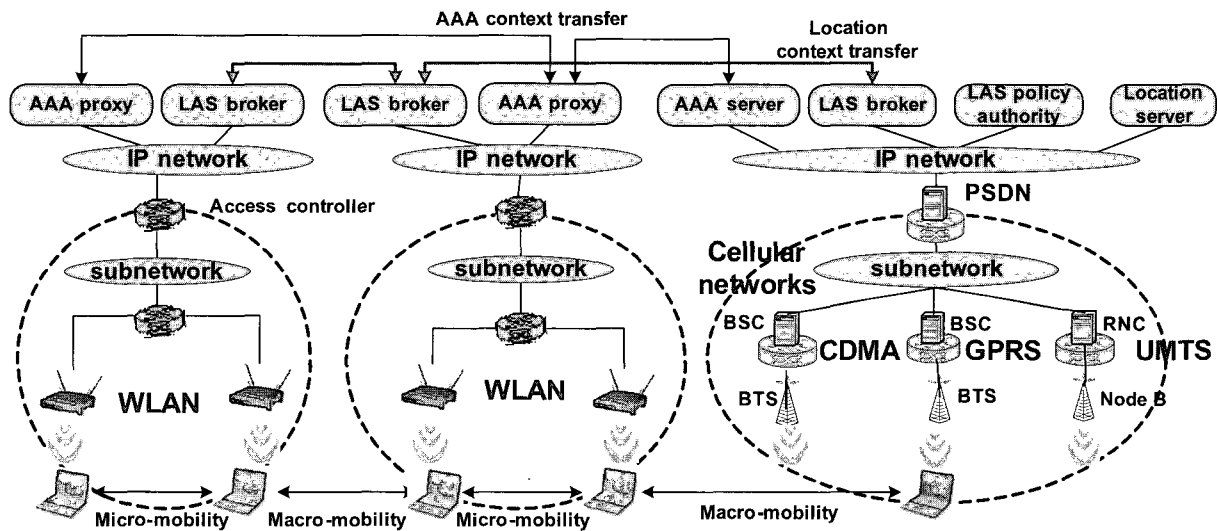 AAA context transfer
Location
context transfer
AAA proxy
LAS broker
LAS broker
AAA proxy
AAA server
LAS broker
LAS policy
authority
Location
server
IP network
IP network
IP network
PSDN
Access controller
Cellular
networks
subnetwork
subnetwork
subnetwork
BSC
CDMA
BSC
GPRS
RNC
UMTS
WLAN
WLAN
BTS
BTS
Node B
Micro-mobility
Macro-mobility
Micro-mobility
Macro-mobility